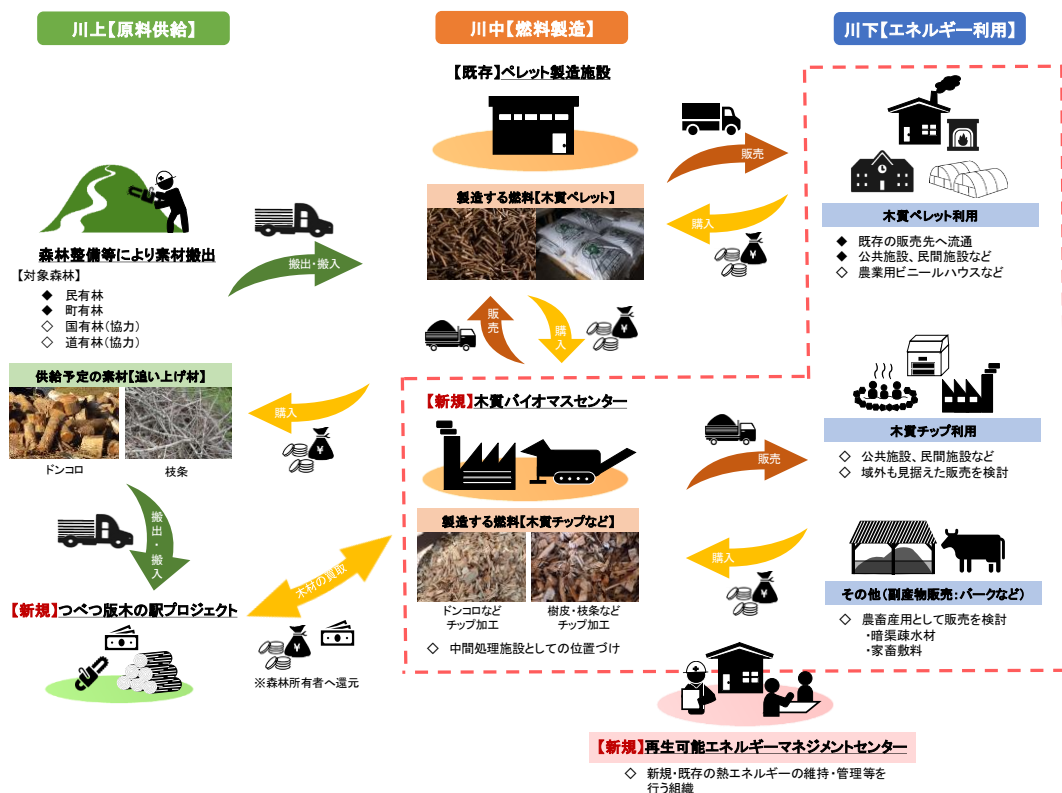 川上【原料供給】
川中【燃料製造】
川下【エネルギー利用】
【既存】ペレット製造施設
販売
製造する燃料【木質ペレット】
購入
木質ペレット利用
◆ 既存の販売先へ流通
◆ 公共施設、民間施設など
◇ 農業用ビニールハウスなど
森林整備等により素材搬出
【対象森林】
◆ 民有林
◆ 町有林
◇ 国有林(協力)
◇ 道有林(協力)
搬出・搬入
販売
購入
供給予定の素材【追い上げ材】
ドンコロ
枝条
購入
【新規】木質バイオマスセンター
販売
木質チップ利用
◇ 公共施設、民間施設など
◇ 域外も見据えた販売を検討
搬出・搬入
製造する燃料【木質チップなど】
ドンコロなど
チップ加工
樹皮・枝条など
チップ加工
◇ 中間処理施設としての位置づけ
購入
その他(副産物販売:バークなど)
◇ 農畜産用として販売を検討
・暗渠疎水材
・家畜敷料
木材の買取
【新規】つべつ版木の駅プロジェクト
※森林所有者へ還元
【新規】再生可能エネルギーマネジメントセンター
◇ 新規・既存の熱エネルギーの維持・管理等を
行う組織
¥
¥
¥
¥
¥